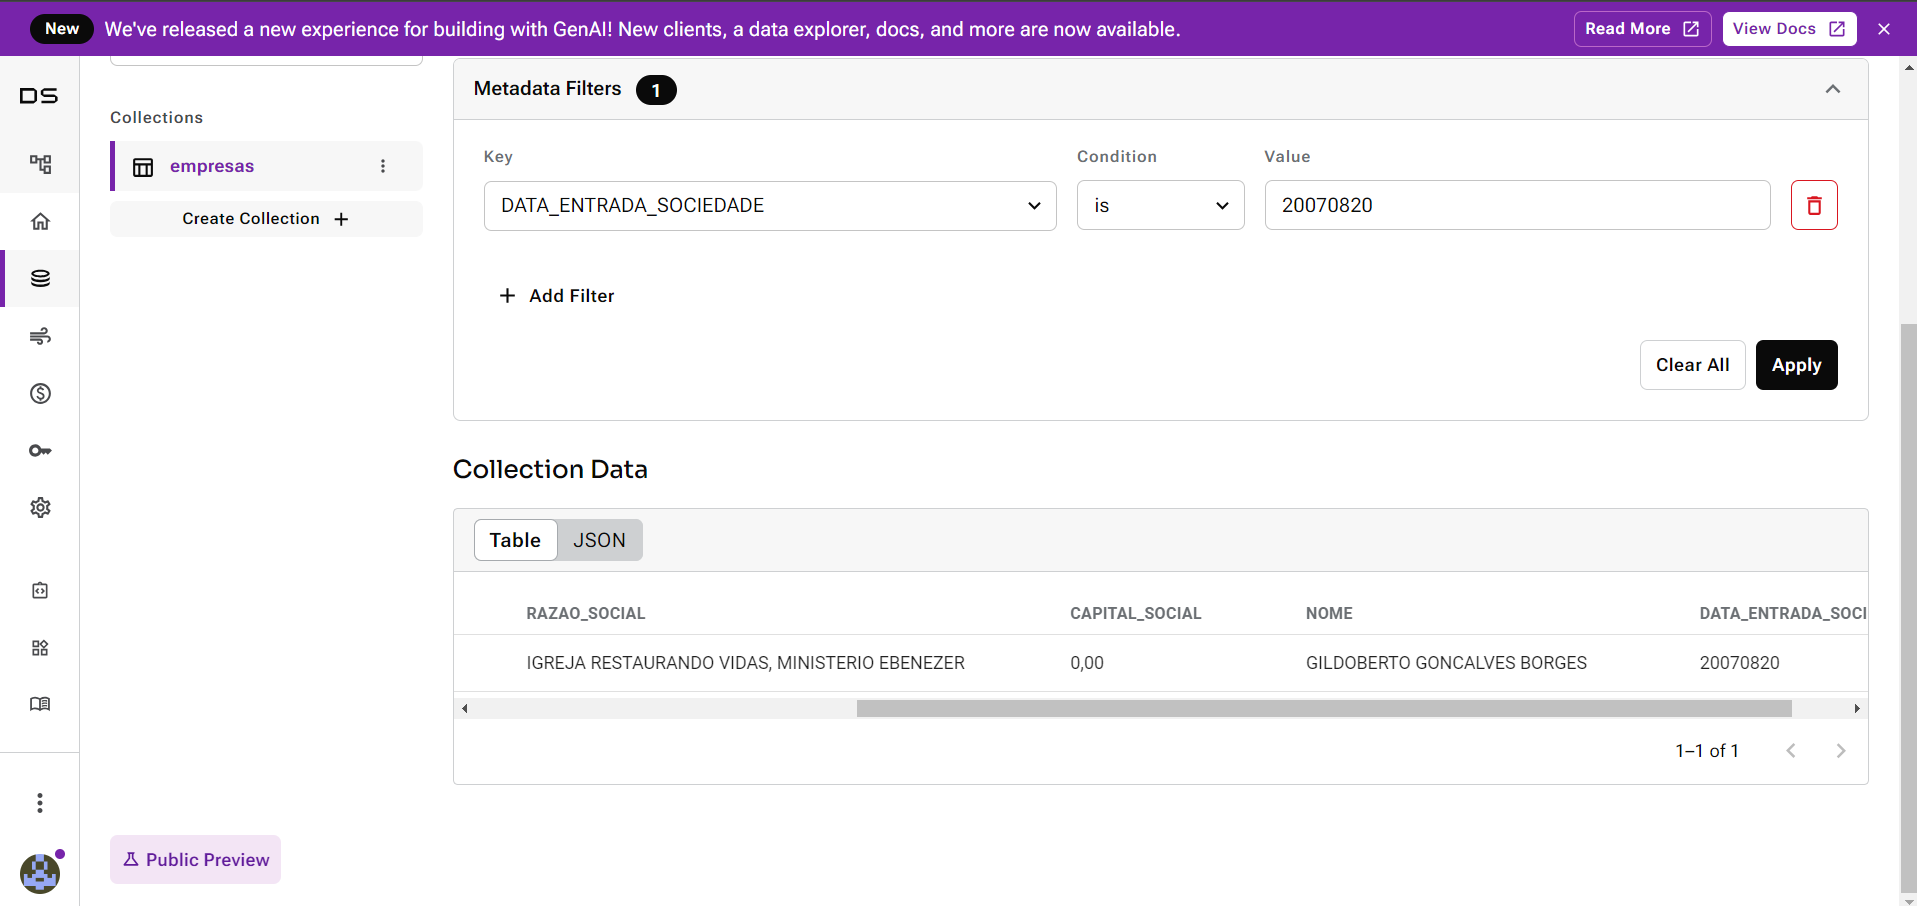 New We've released a new experience for building with GenAI! New clients, a data explorer, docs, and more are now available. Read More View Docs
DS
Collections
empresas
Create Collection
Metadata Filters 1
Key Condition Value
DATA_ENTRADA_SOCIEDADE is 20070820
Add Filter
Clear All Apply
Collection Data
Table JSON
RAZAO_SOCIAL CAPITAL_SOCIAL NOME DATA_ENTRADA_SOCI
IGREJA RESTAURANDO VIDAS, MINISTERIO EBENEZER 0,00 GILDOBERTO GONCALVES BORGES 20070820
1–1 of 1
Public Preview